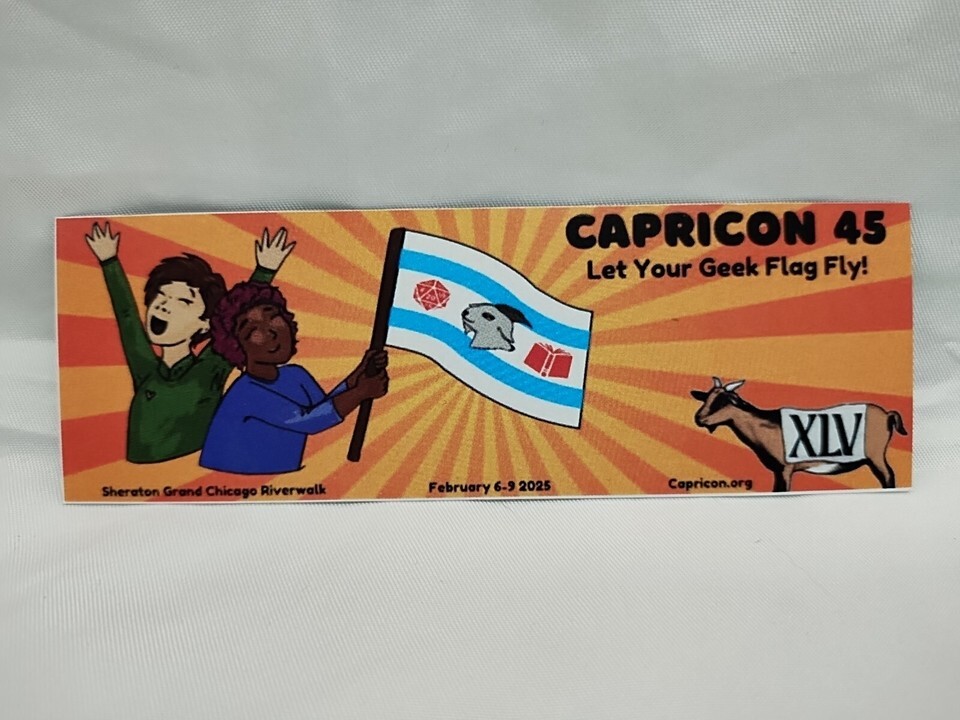 CAPRICON 45
Let Your Geek Flag Fly!
XLV
Sheraton Grand Chicago Riverwalk
February 6-9 2025
Capricon.org